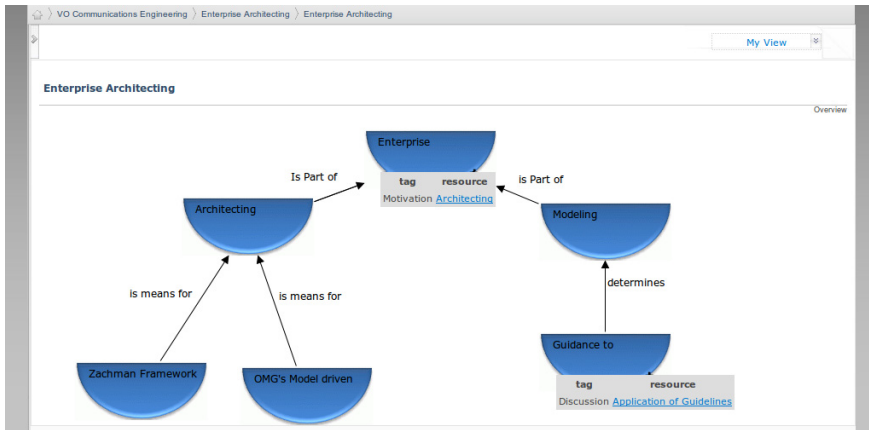 VO Communications Engineering 〉 Enterprise Architecting 〉 Enterprise Architecting
My View
Enterprise Architecting
Overview
Enterprise
Is Part of
tag resource
is Part of
Motivation Architecting
Architecting
Modeling
is means for
is means for
determines
Guidance to
Zachman Framework
OMG's Model driven
tag resource
Discussion Application of Guidelines